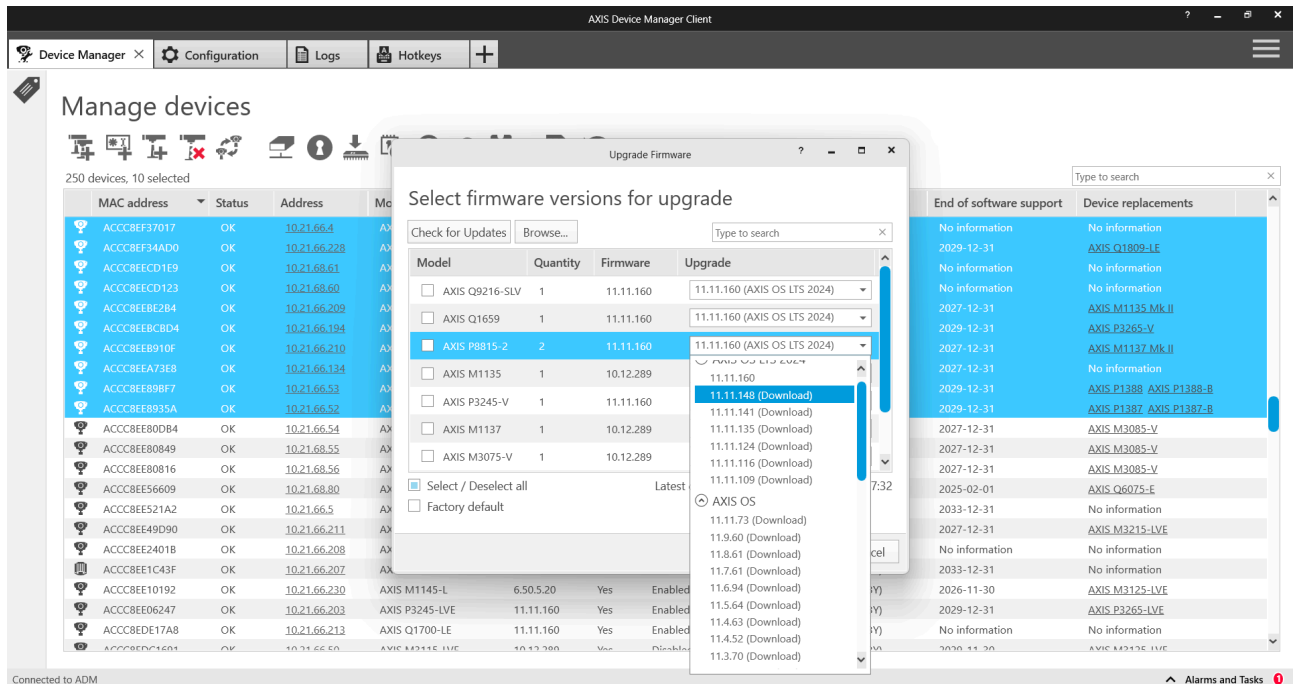 AXIS Device Manager Client
Device Manager
Configuration
Logs
Hotkeys
Manage devices
250 devices, 10 selected
Type to search
MAC address Status Address End of software support Device replacements
ACCC8EF37017 OK 10.21.66.4 No information No information
ACCC8EF34AD0 OK 10.21.66.228 2029-12-31 AXIS Q1809-LE
ACCC8EECD1E9 OK 10.21.68.61 No information No information
ACCC8EECD123 OK 10.21.68.60 No information No information
ACCC8EEBE2B4 OK 10.21.66.209 2027-12-31 AXIS M1135 Mk II
ACCC8EEBCBD4 OK 10.21.66.194 2029-12-31 AXIS P3265-V
ACCC8EEB910F OK 10.21.66.210 2027-12-31 AXIS M1137 Mk II
ACCC8EEA73E8 OK 10.21.66.134 2027-12-31 No information
ACCC8EE89BF7 OK 10.21.66.53 2029-12-31 AXIS P1388 AXIS P1388-B
ACCC8EE8935A OK 10.21.66.52 2029-12-31 AXIS P1387 AXIS P1387-B
ACCC8EE80DB4 OK 10.21.66.54 2027-12-31 AXIS M3085-V
ACCC8EE80849 OK 10.21.68.55 2027-12-31 AXIS M3085-V
ACCC8EE80816 OK 10.21.68.56 2027-12-31 AXIS M3085-V
ACCC8EE56609 OK 10.21.68.80 2025-02-01 AXIS Q6075-E
ACCC8EE521A2 OK 10.21.66.5 2033-12-31 No information
ACCC8EE49D90 OK 10.21.66.211 2027-12-31 AXIS M3215-LVE
ACCC8EE2401B OK 10.21.66.208 No information No information
ACCC8EE1C43F OK 10.21.66.207 2033-12-31 No information
ACCC8EE10192 OK 10.21.66.230 AXIS M1145-L 6.50.5.20 Yes Enabled 2026-11-30 AXIS M3125-LVE
ACCC8EE06247 OK 10.21.66.203 AXIS P3245-LVE 11.11.160 Yes Enabled 2029-12-31 AXIS P3265-LVE
ACCC8EDE17A8 OK 10.21.66.213 AXIS Q1700-LE 11.11.160 Yes Enabled No information No information
Upgrade Firmware
Select firmware versions for upgrade
Check for Updates Browse... Type to search
Model Quantity Firmware Upgrade
AXIS Q9216-SLV 1 11.11.160 11.11.160 (AXIS OS LTS 2024)
AXIS Q1659 1 11.11.160 11.11.160 (AXIS OS LTS 2024)
AXIS P8815-2 2 11.11.160 11.11.160 (AXIS OS LTS 2024)
AXIS M1135 1 10.12.289
AXIS P3245-V 1 11.11.160
AXIS M1137 1 10.12.289
AXIS M3075-V 1 10.12.289
Select / Deselect all Latest 7:32
Factory default
AXIS OS LTS 2024
11.11.160
11.11.148 (Download)
11.11.141 (Download)
11.11.135 (Download)
11.11.124 (Download)
11.11.116 (Download)
11.11.109 (Download)
AXIS OS
11.11.73 (Download)
11.9.60 (Download)
11.8.61 (Download)
11.7.61 (Download)
11.6.94 (Download)
11.5.64 (Download)
11.4.63 (Download)
11.4.52 (Download)
11.3.70 (Download)
Connected to ADM
Alarms and Tasks 1